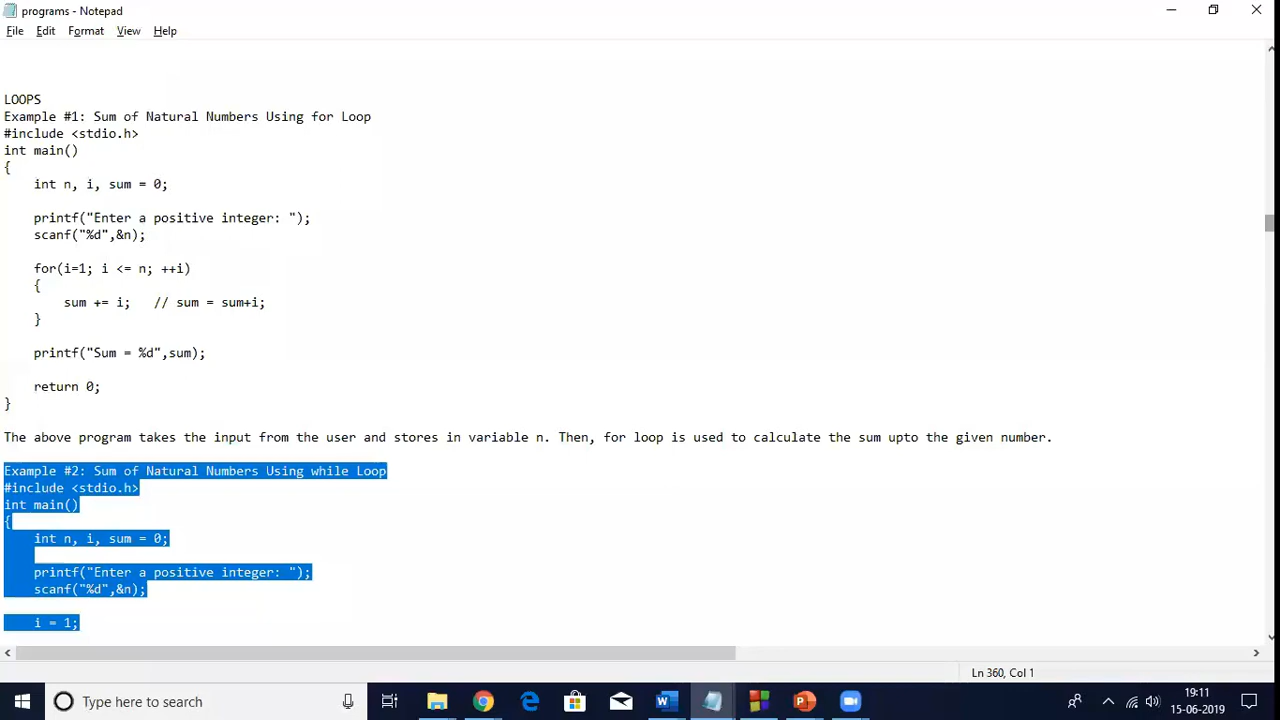 programs - Notepad
File Edit Format View Help
LOOPS
Example #1: Sum of Natural Numbers Using for Loop
#include <stdio.h>
int main()
{
    int n, i, sum = 0;
    printf("Enter a positive integer: ");
    scanf("%d",&n);
    for(i=1; i <= n; ++i)
    {
        sum += i;   // sum = sum+i;
    }
    printf("Sum = %d",sum);
    return 0;
}
The above program takes the input from the user and stores in variable n. Then, for loop is used to calculate the sum upto the given number.
Example #2: Sum of Natural Numbers Using while Loop
#include <stdio.h>
int main()
{
    int n, i, sum = 0;
    printf("Enter a positive integer: ");
    scanf("%d",&n);
    i = 1;
Ln 360, Col 1
Type here to search
19:11
15-06-2019